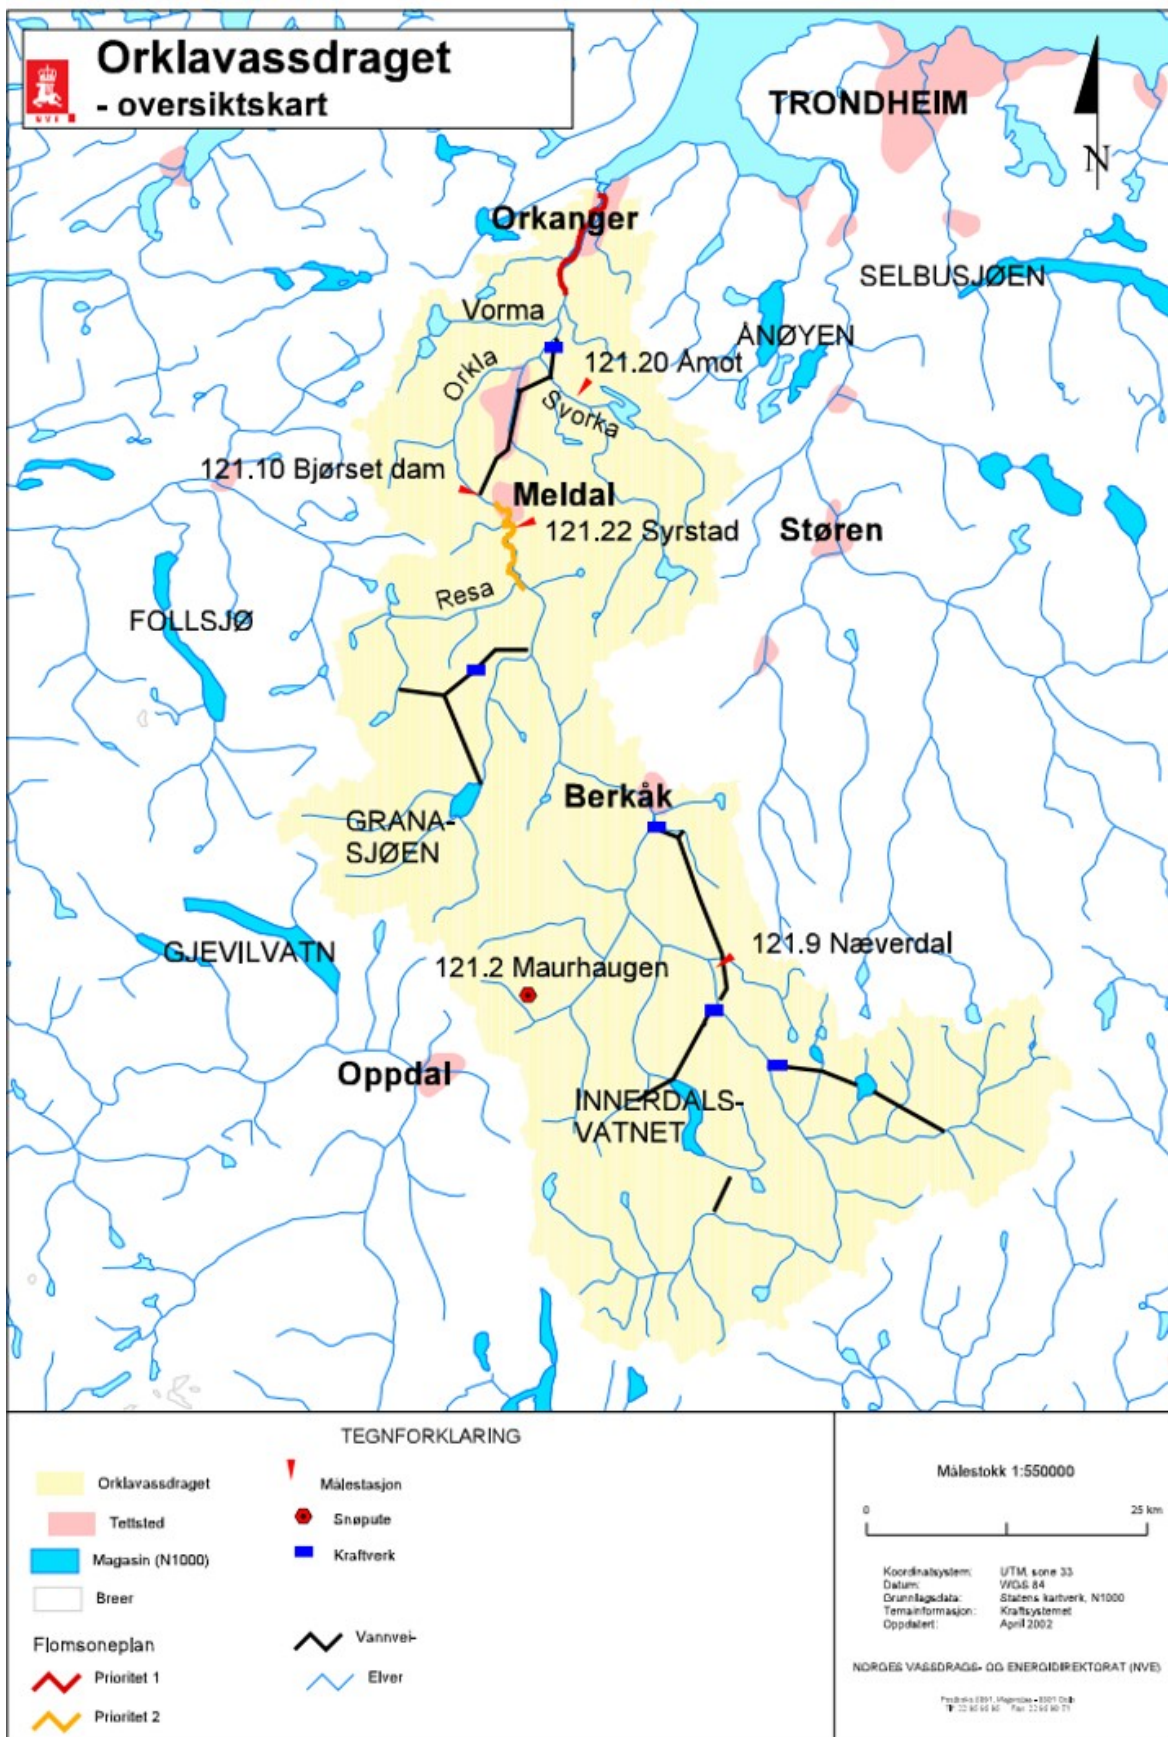 Orklavassdraget
- oversiktskart
NVE
TRONDHEIM
N
Orkanger
SELBUSJØEN
Vorma
ÅNØYEN
Orkla
121.20 Åmot
Svorka
121.10 Bjørset dam
Meldal
121.22 Syrstad
Støren
Resa
FOLLSJØ
Berkåk
GRANA-
SJØEN
GJEVILVATN
121.9 Næverdal
121.2 Maurhaugen
Oppdal
INNERDALS-
VATNET
TEGNFORKLARING
Orklavassdraget
Tettsted
Magasin (N1000)
Breer
Flomsoneplan
Prioritet 1
Prioritet 2
Målestasjon
Snøpute
Kraftverk
Vannvei-
Elver
Målestokk 1:550000
0 25 km
Koordinatsystem: UTM, sone 33
Datum: WGS 84
Grunnlagsdata: Statens kartverk, N1000
Temainformasjon: Kraftsystemet
Oppdatert: April 2002
NORGES VASSDRAGS- OG ENERGIDIREKTORAT (NVE)